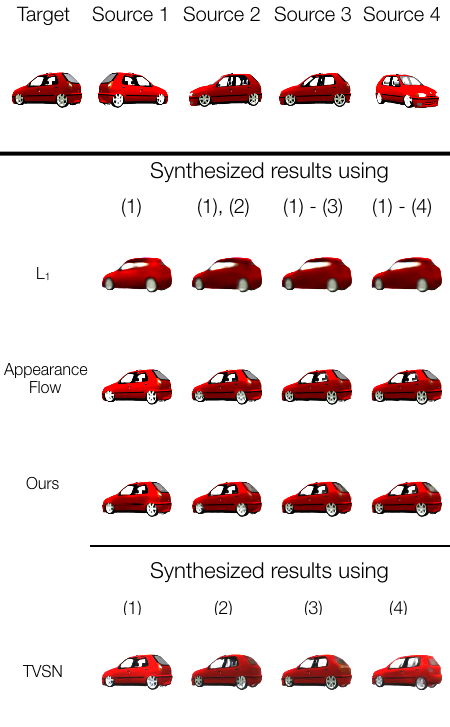 Target Source 1 Source 2 Source 3 Source 4
Synthesized results using
(1) (1), (2) (1) - (3) (1) - (4)
L₁
Appearance
Flow
Ours
Synthesized results using
(1) (2) (3) (4)
TVSN